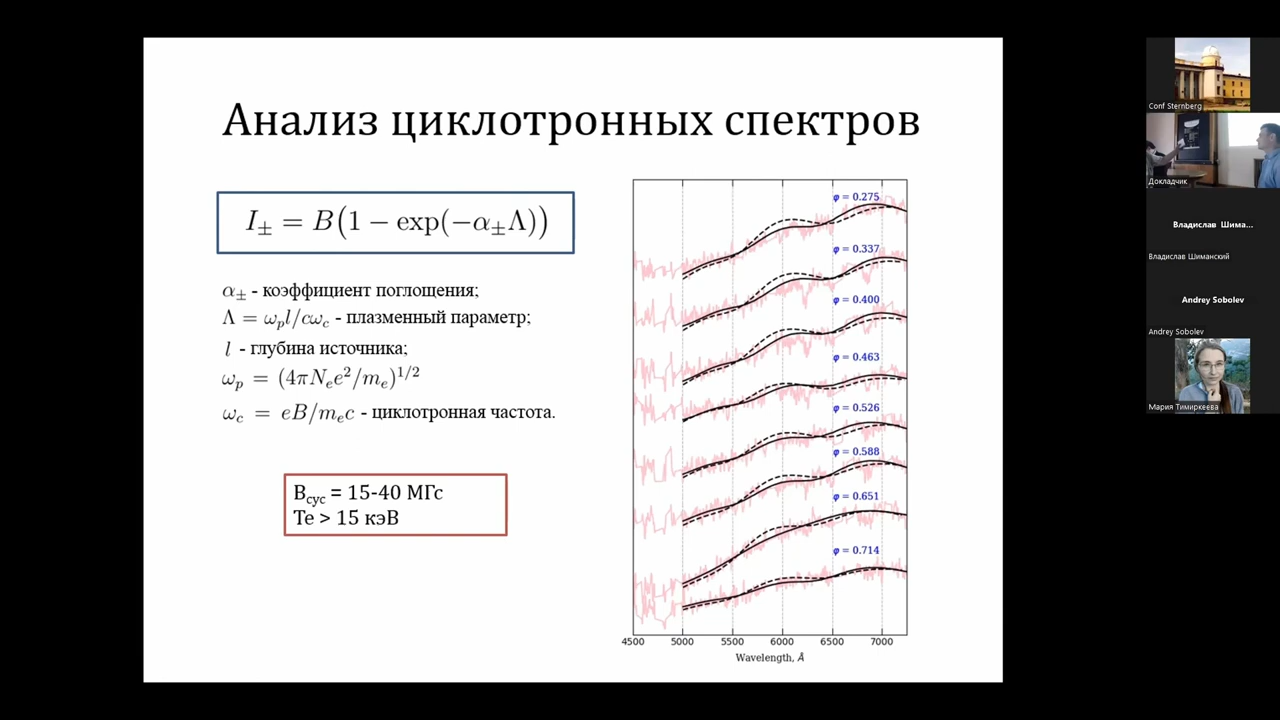 Анализ циклотронных спектров
I± = B(1 − exp(−α±Λ))
α± - коэффициент поглощения;
Λ = ωpl/cωc - плазменный параметр;
l - глубина источника;
ωp = (4πNee²/me)^1/2
ωc = eB/mec - циклотронная частота.
Bсус = 15-40 МГс
Te > 15 кэВ
φ = 0.275
φ = 0.337
φ = 0.400
φ = 0.463
φ = 0.526
φ = 0.588
φ = 0.651
φ = 0.714
4500 5000 5500 6000 6500 7000
Wavelength, Å
Conf Sternberg
Докладчик
Владислав Шима...
Владислав Шиманский
Andrey Sobolev
Andrey Sobolev
Мария Тимиркеева